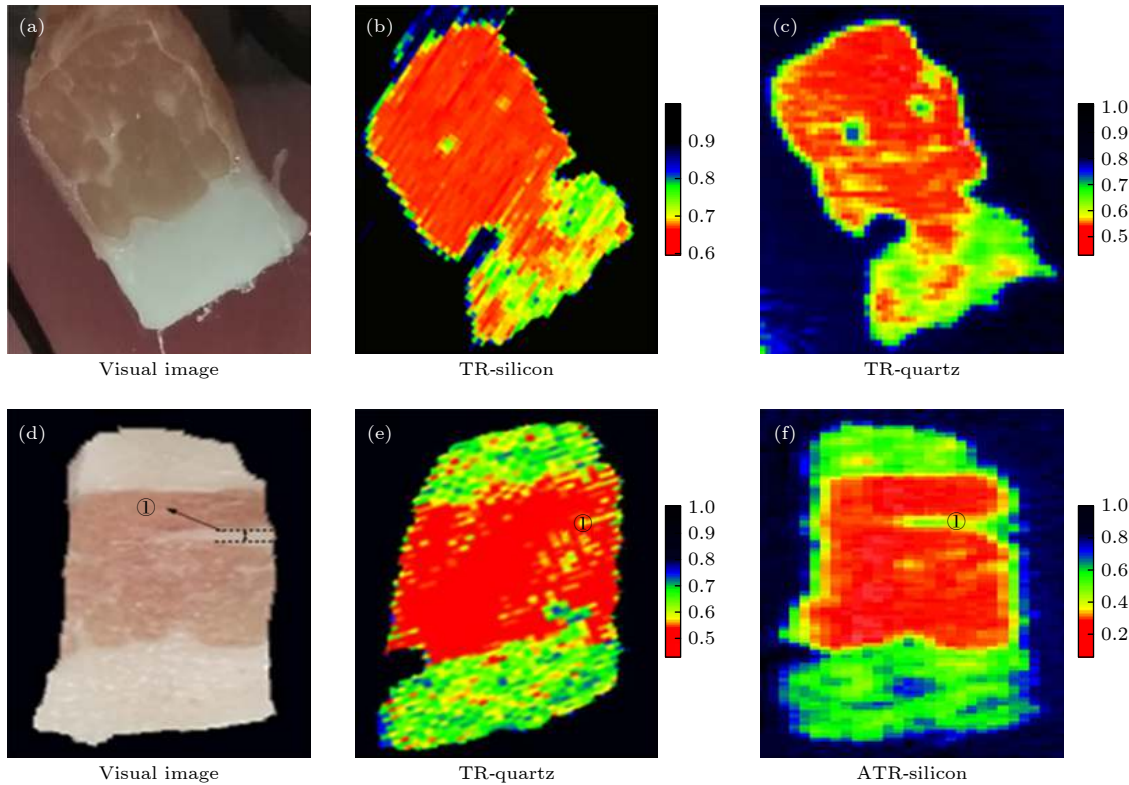 (a)
(b)
(c)
0.9
0.8
0.7
0.6
1.0
0.9
0.8
0.7
0.6
0.5
Visual image
TR-silicon
TR-quartz
(d)
①
(e)
①
(f)
①
1.0
0.9
0.8
0.7
0.6
0.5
1.0
0.8
0.6
0.4
0.2
Visual image
TR-quartz
ATR-silicon